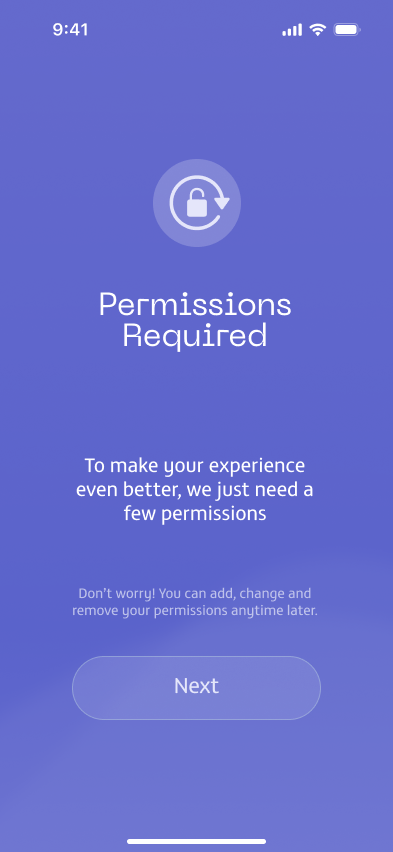 9:41
Permissions
Required
To make your experience
even better, we just need a
few permissions
Don’t worry! You can add, change and
remove your permissions anytime later.
Next